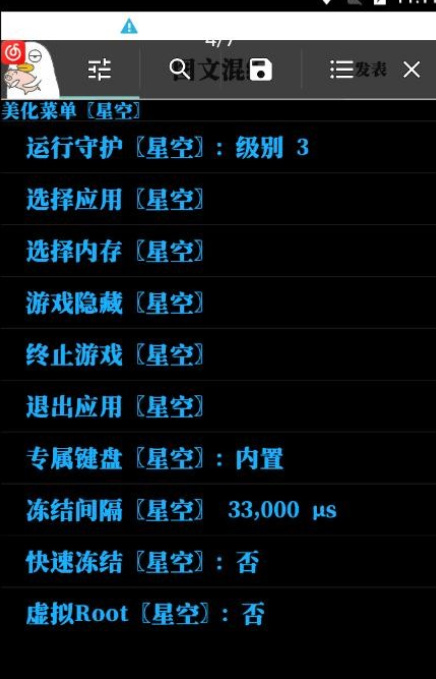 4/7
图文混
发表
美化菜单〖星空〗
运行守护〖星空〗: 级别 3
选择应用〖星空〗
选择内存〖星空〗
游戏隐藏〖星空〗
终止游戏〖星空〗
退出应用〖星空〗
专属键盘〖星空〗: 内置
冻结间隔〖星空〗 33,000 μs
快速冻结〖星空〗: 否
虚拟Root〖星空〗: 否